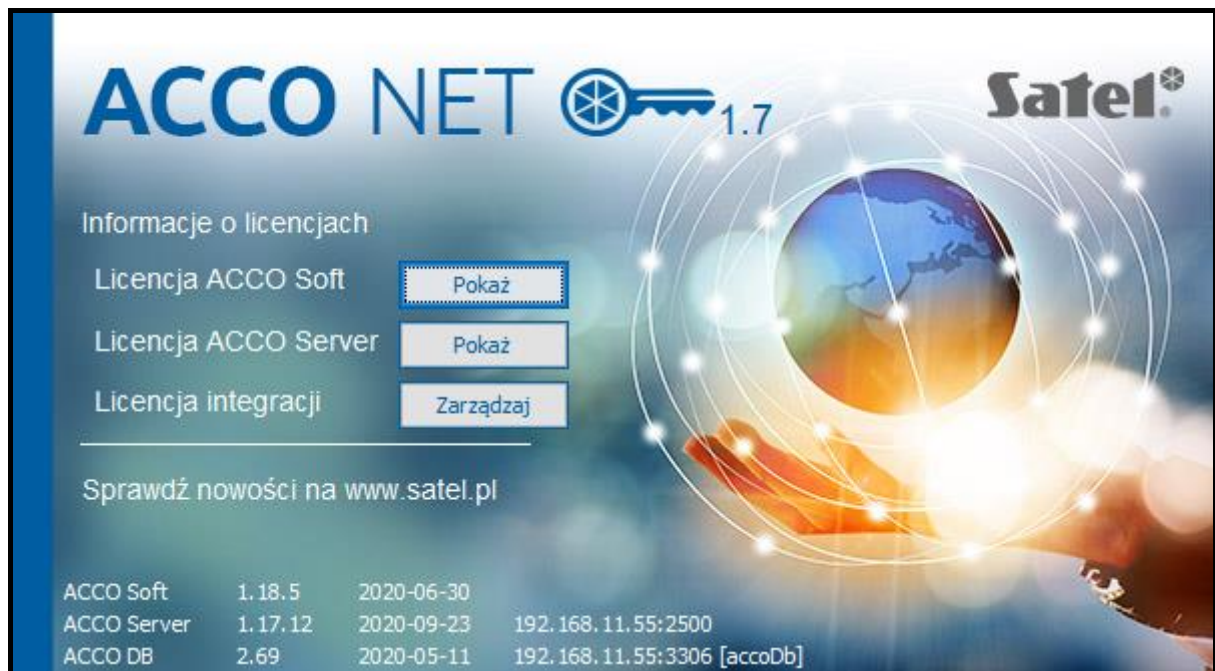 ACCO NET 1.7
Satel®
Informacje o licencjach
Licencja ACCO Soft Pokaż
Licencja ACCO Server Pokaż
Licencja integracji Zarządzaj
Sprawdź nowości na www.satel.pl
ACCO Soft 1.18.5 2020-06-30
ACCO Server 1.17.12 2020-09-23 192.168.11.55:2500
ACCO DB 2.69 2020-05-11 192.168.11.55:3306 [accoDb]